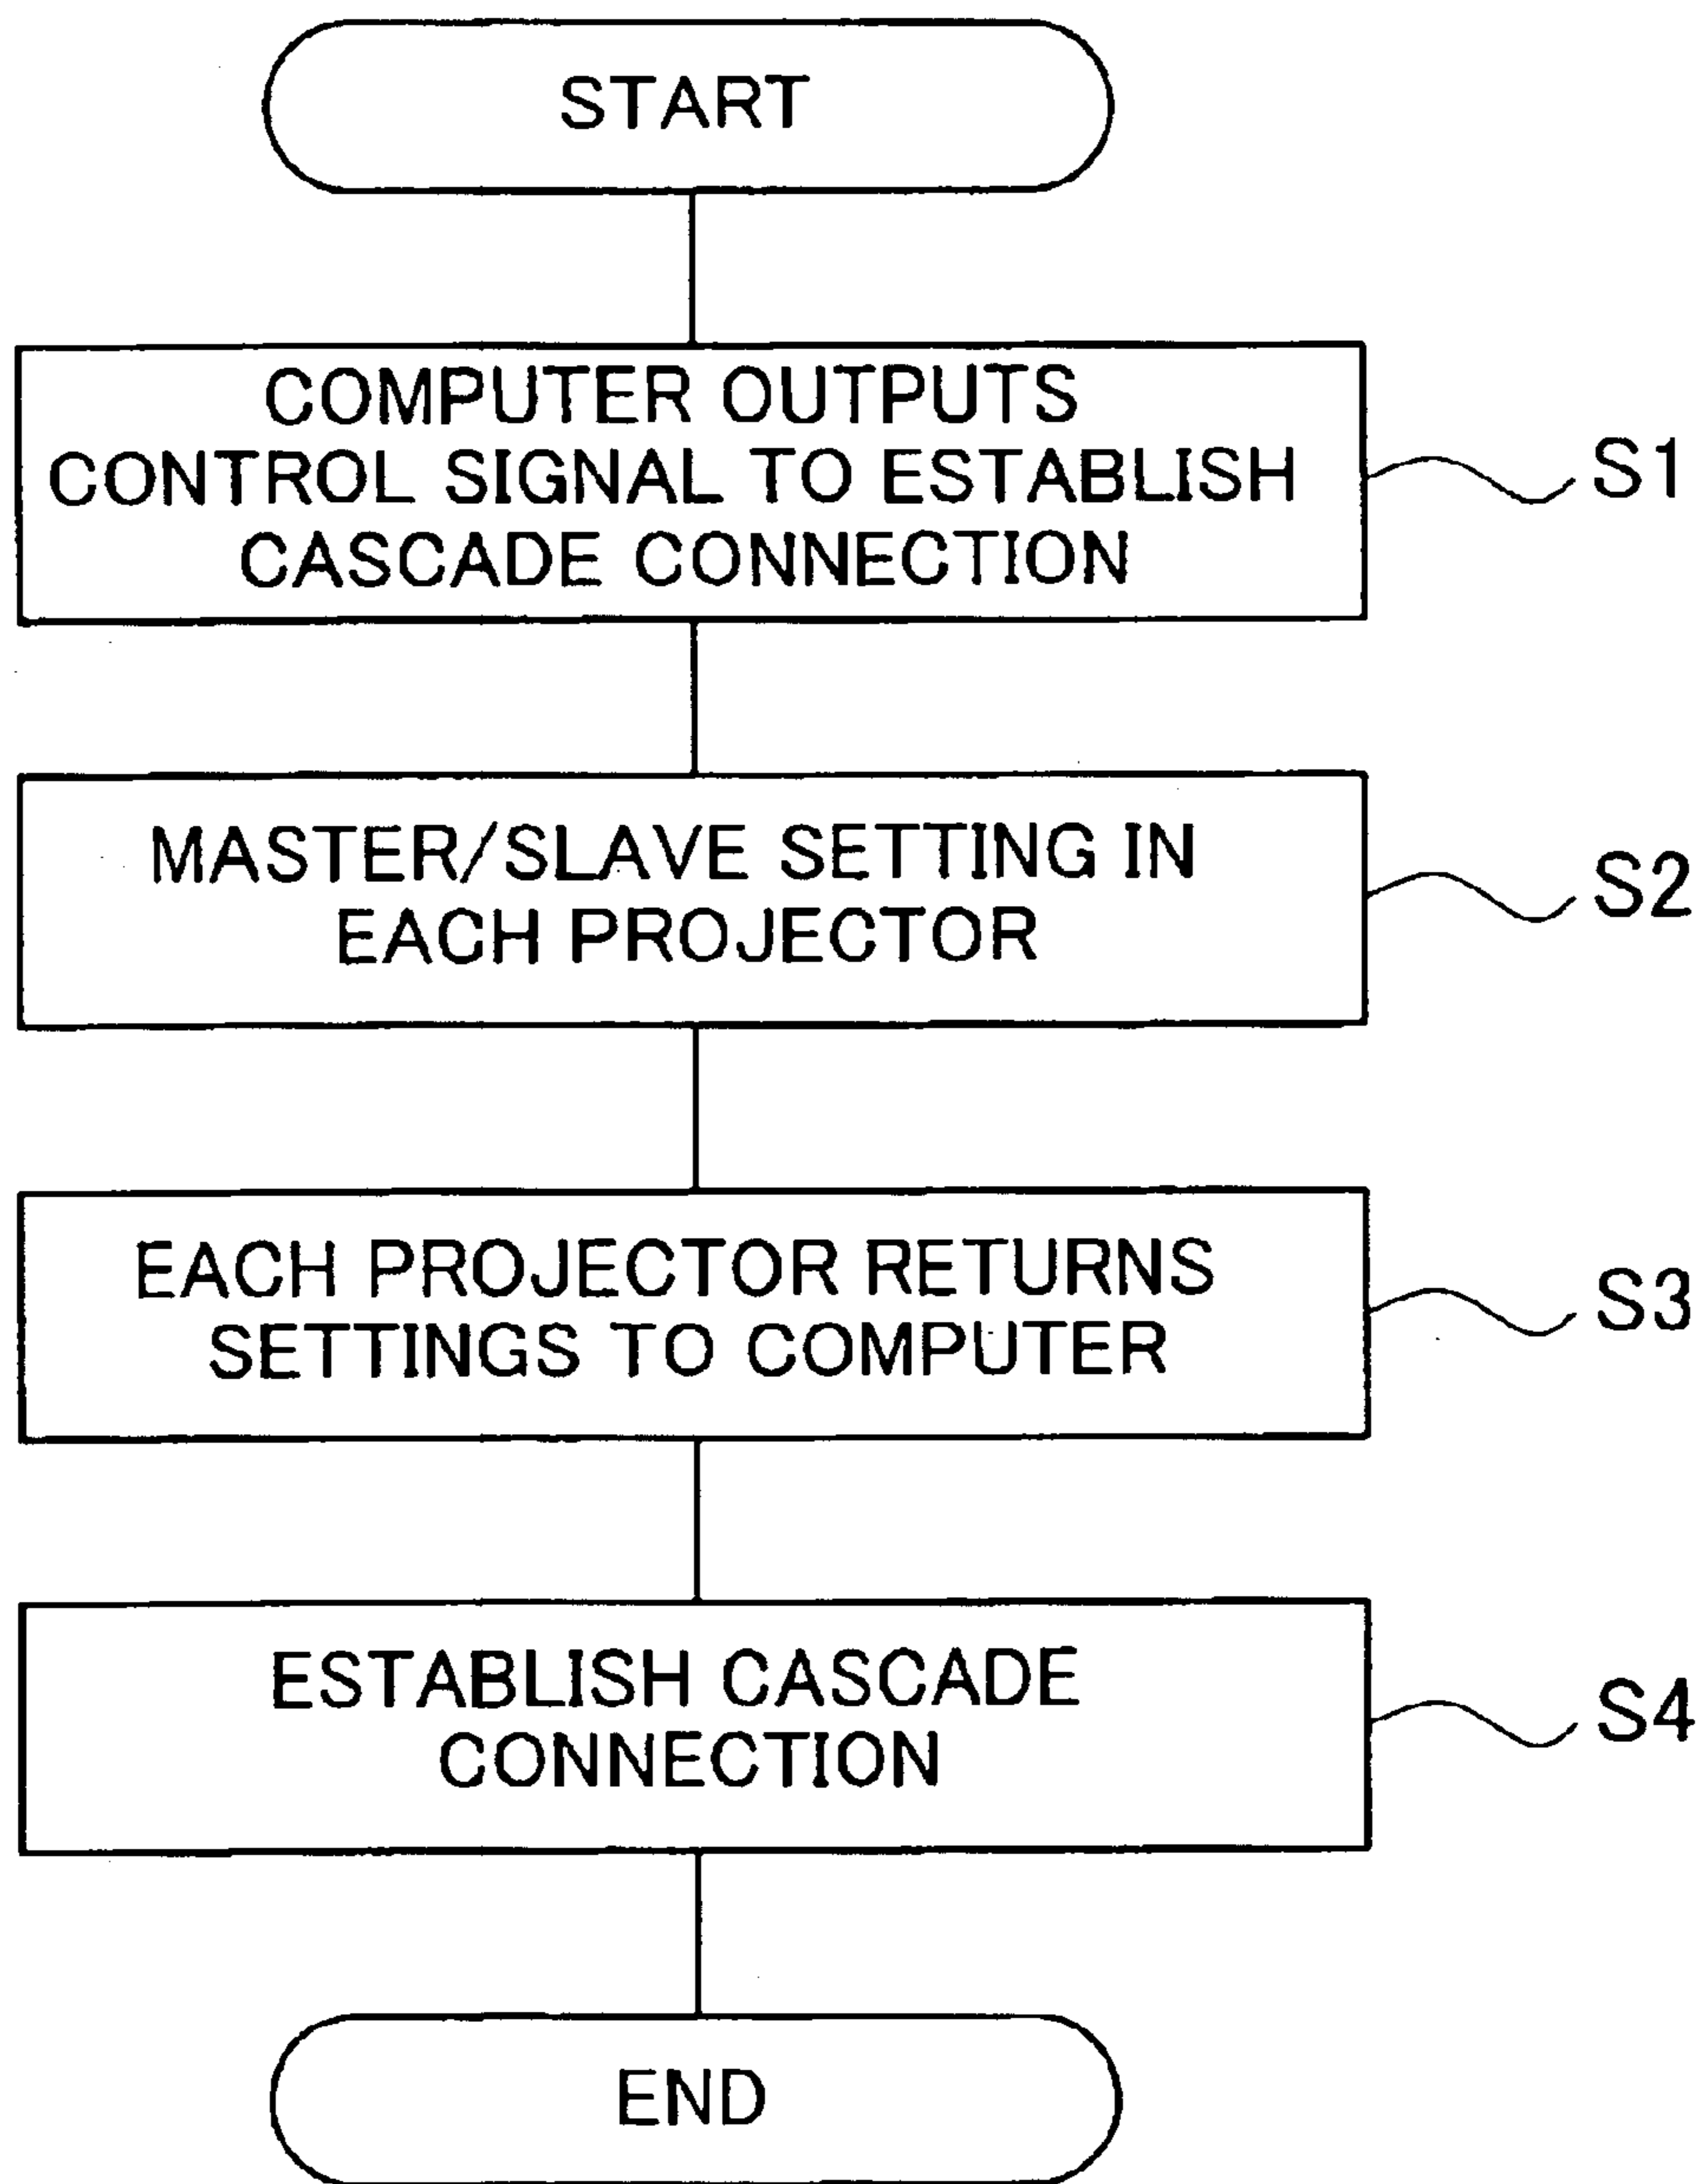 START
COMPUTER OUTPUTS
CONTROL SIGNAL TO ESTABLISH
CASCADE CONNECTION
S1
MASTER/SLAVE SETTING IN
EACH PROJECTOR
S2
EACH PROJECTOR RETURNS
SETTINGS TO COMPUTER
S3
ESTABLISH CASCADE
CONNECTION
S4
END